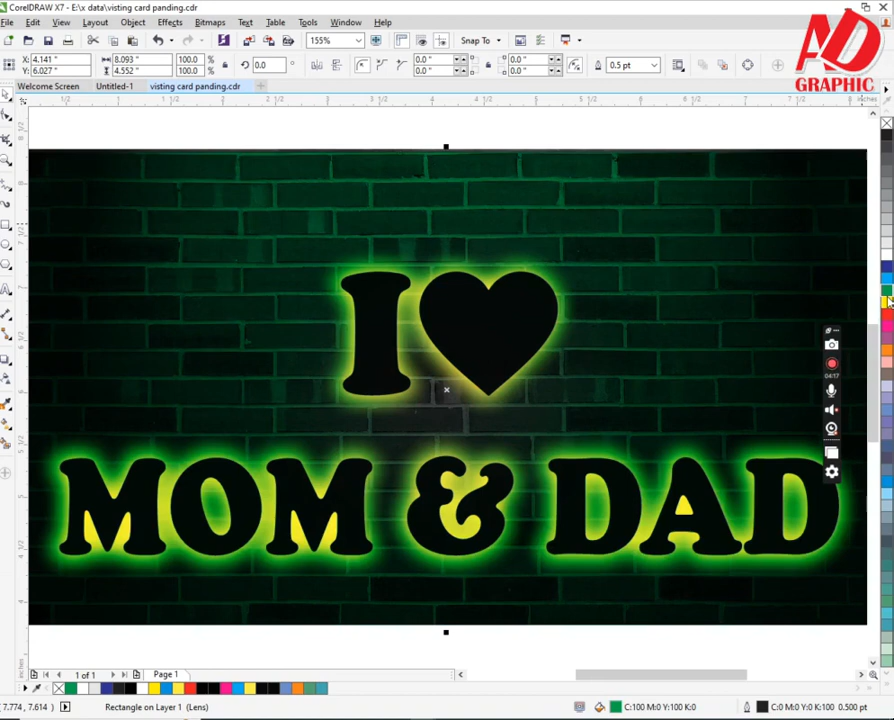 CorelDRAW X7 - E:\x data\visting card panding.cdr
File Edit View Layout Object Effects Bitmaps Text Table Tools Window Help
155% Snap To
X: 4.141 " 8.093 " 100.0 % 0.0 0.0 " 0.0 " 0.5 pt
Y: 6.027 " 4.552 " 100.0 % 0.0 " 0.0 "
AD
GRAPHIC
Welcome Screen Untitled-1 visting card panding.cdr
I
04:17
MOM & DAD
1 of 1 Page 1
7.774, 7.614 ) Rectangle on Layer 1 (Lens) C:100 M:0 Y:100 K:0 C:0 M:0 Y:0 K:100 0.500 pt
inches